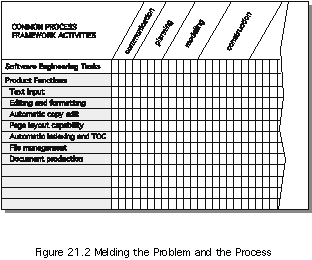 COMMON PROCESS
FRAMEWORK ACTIVITIES
communication
planning
modeling
construction
Software Engineering Tasks
Product Functions
Text input
Editing and formatting
Automatic copy edit
Page layout capability
Automatic indexing and TOC
File management
Document production
Figure 21.2 Melding the Problem and the Process